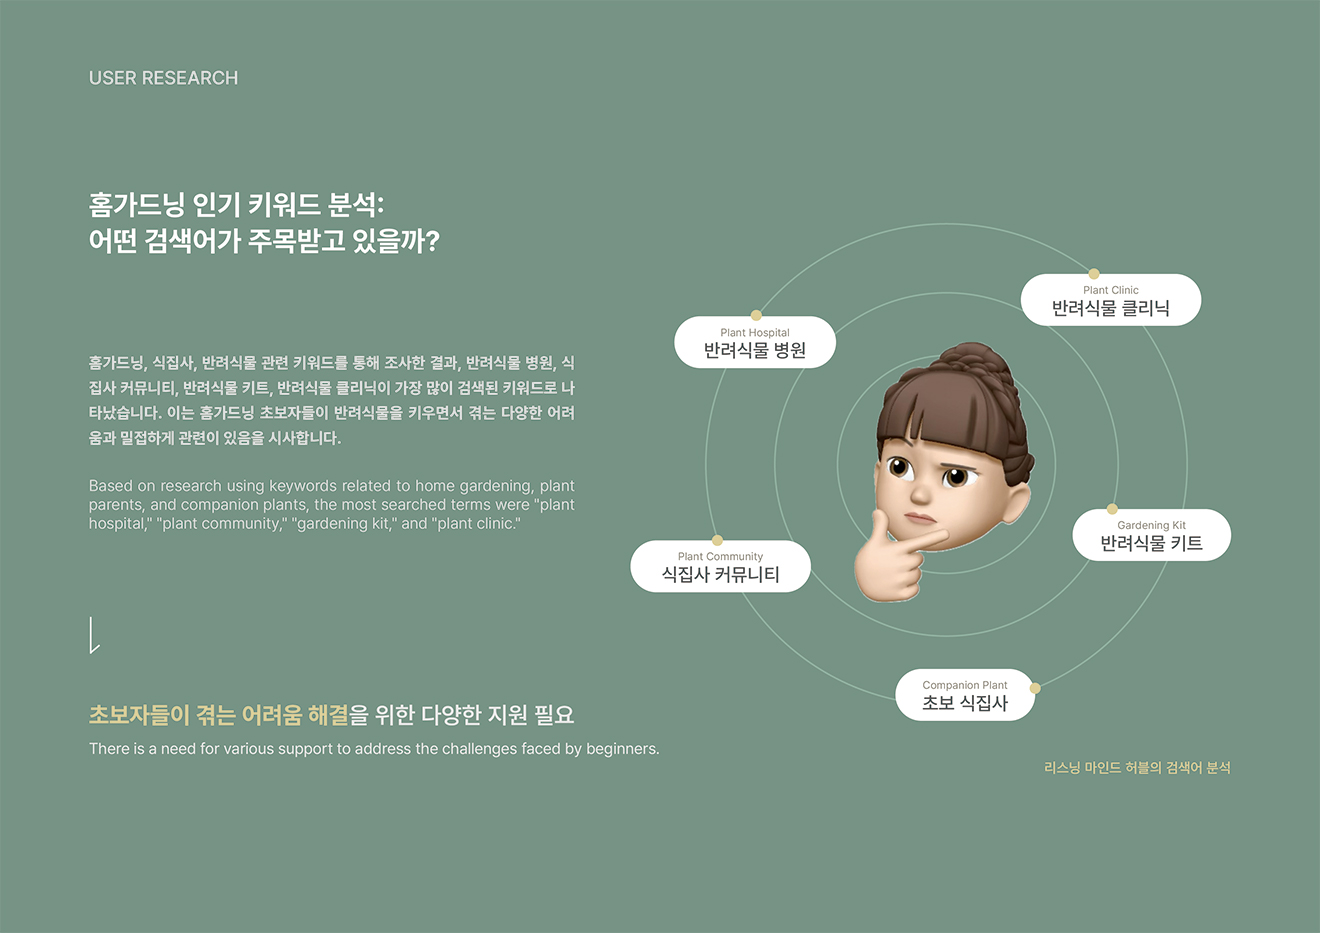 USER RESEARCH
홈가드닝 인기 키워드 분석:
어떤 검색어가 주목받고 있을까?
홈가드닝, 식집사, 반려식물 관련 키워드를 통해 조사한 결과, 반려식물 병원, 식
집사 커뮤니티, 반려식물 키트, 반려식물 클리닉이 가장 많이 검색된 키워드로 나
타났습니다. 이는 홈가드닝 초보자들이 반려식물을 키우면서 겪는 다양한 어려
움과 밀접하게 관련이 있음을 시사합니다.
Based on research using keywords related to home gardening, plant
parents, and companion plants, the most searched terms were "plant
hospital," "plant community," "gardening kit," and "plant clinic."
초보자들이 겪는 어려움 해결을 위한 다양한 지원 필요
There is a need for various support to address the challenges faced by beginners.
Plant Clinic
반려식물 클리닉
Plant Hospital
반려식물 병원
Gardening Kit
반려식물 키트
Plant Community
식집사 커뮤니티
Companion Plant
초보 식집사
리스닝 마인드 허블의 검색어 분석